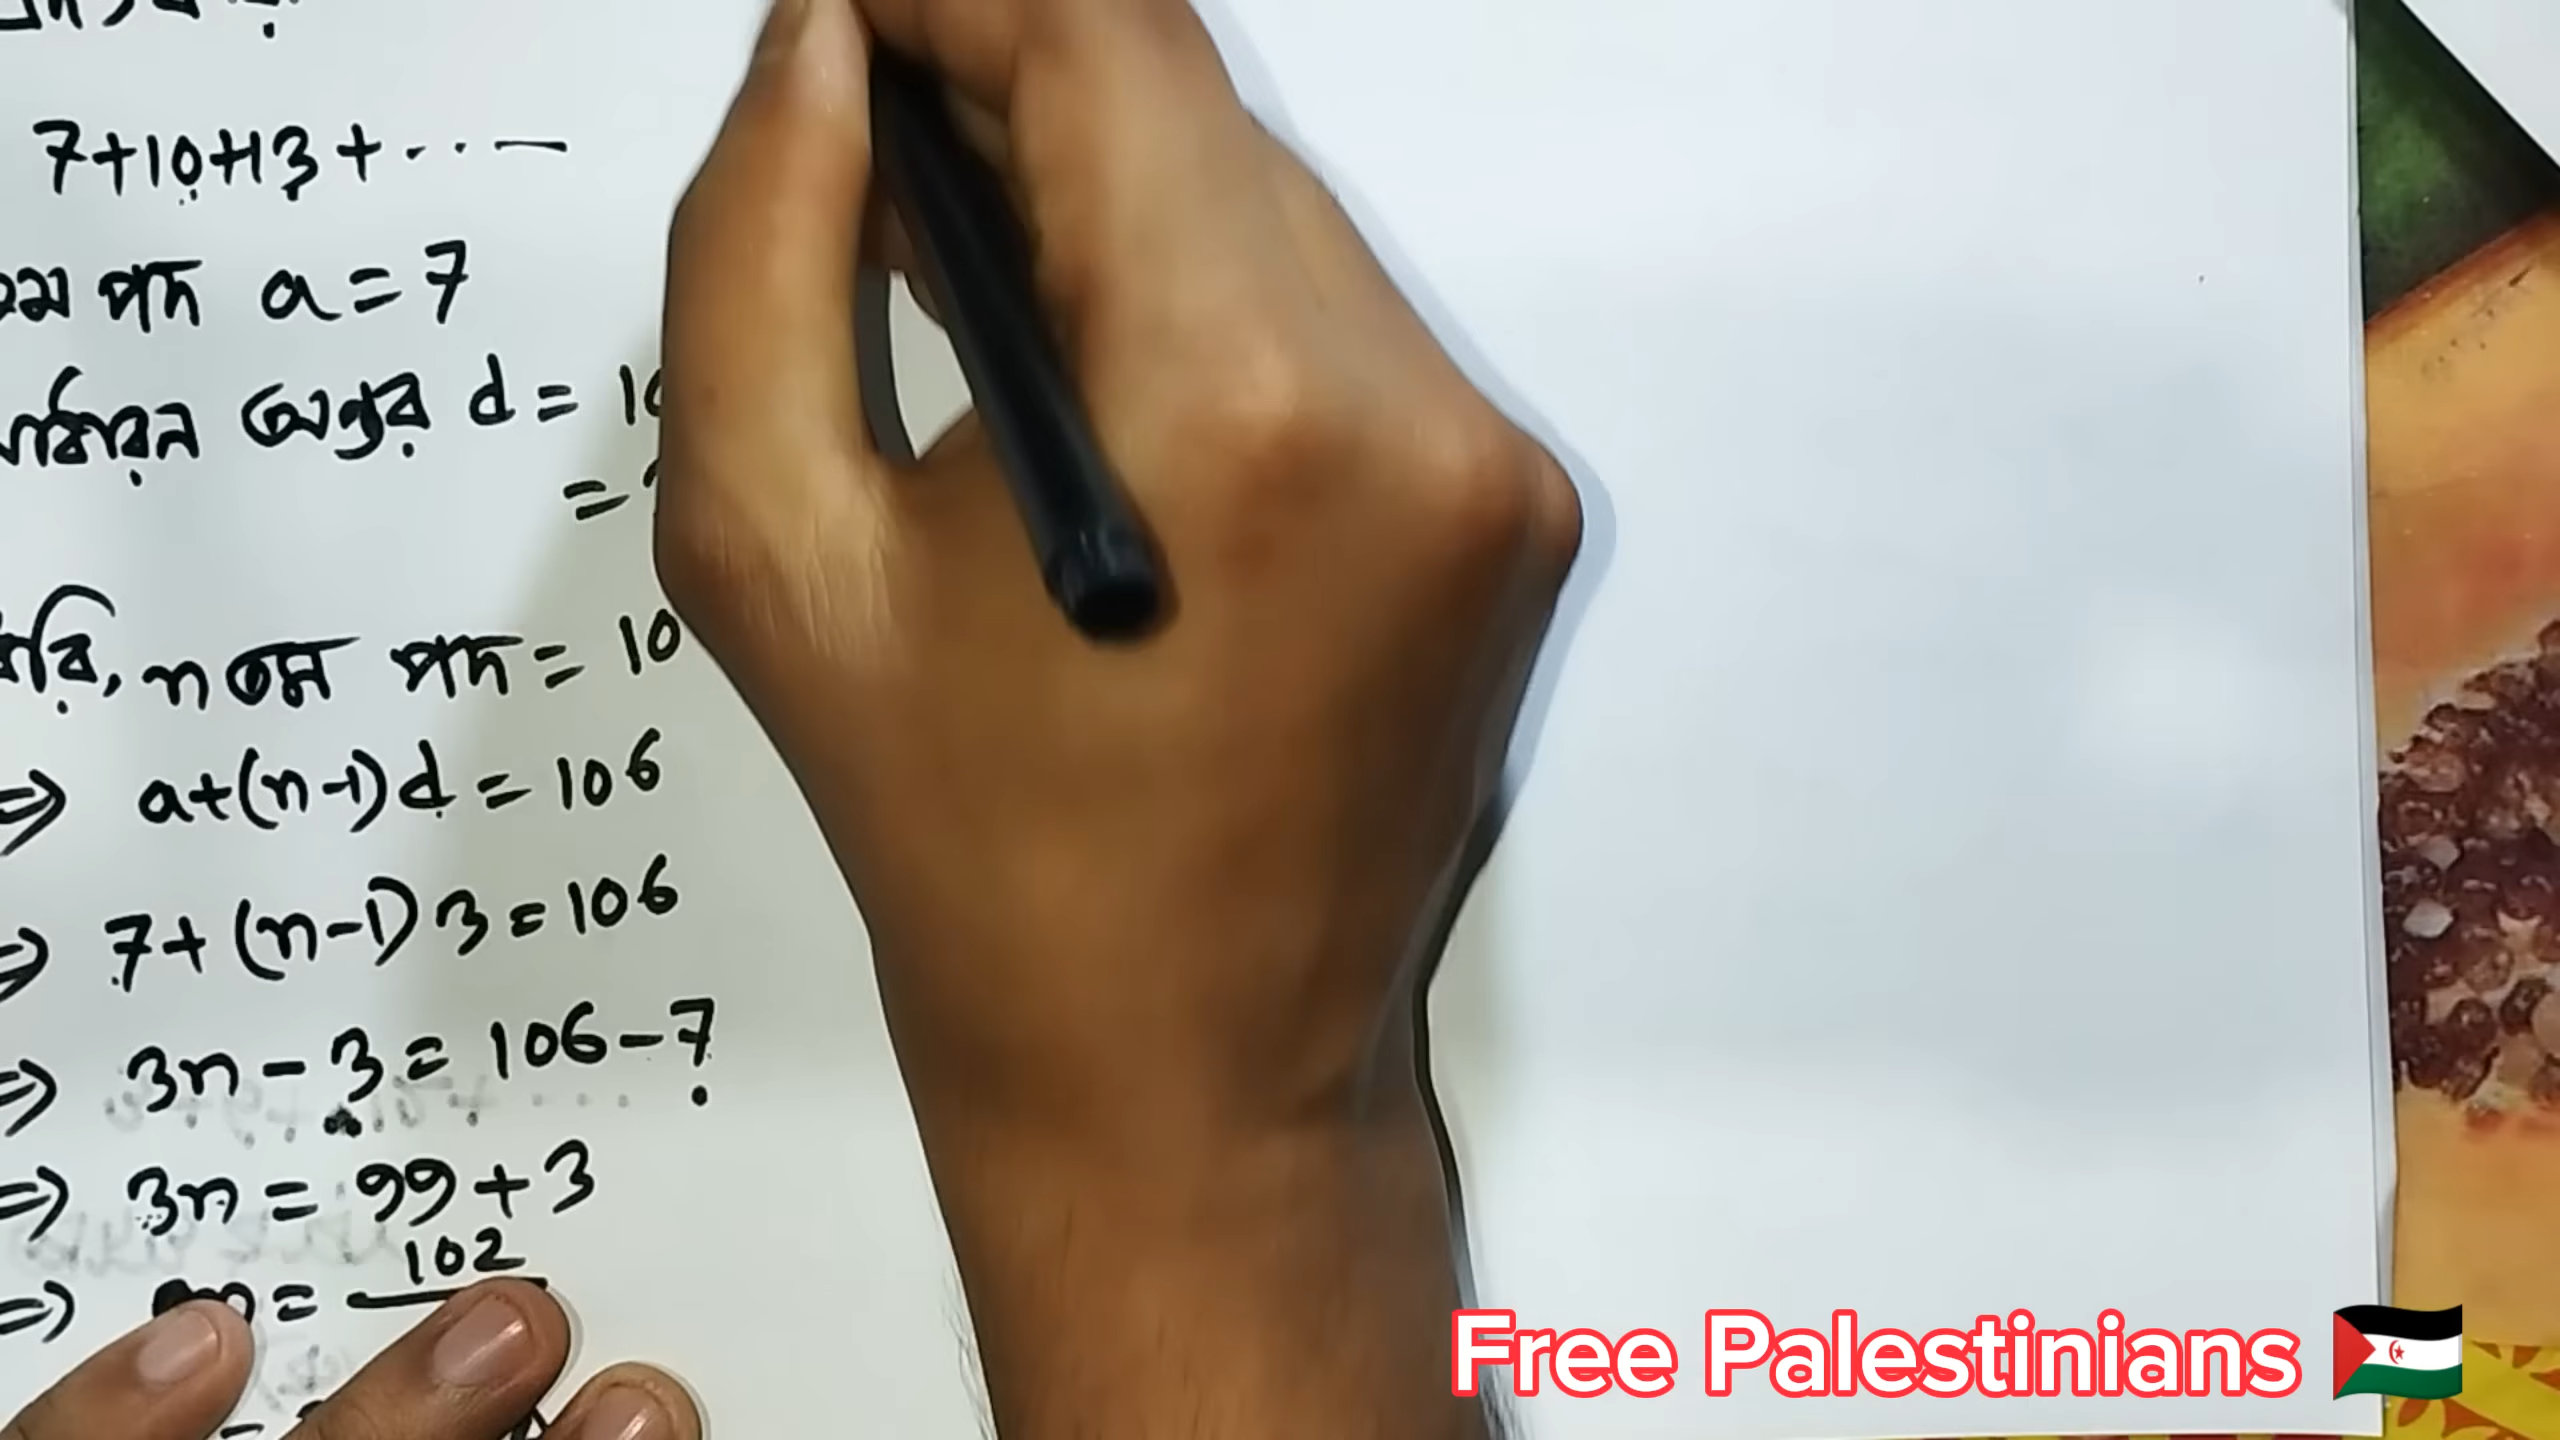 7+10+13+··· —
পদ a=7
অন্তর d= 10
=
n তম পদ= 10
⇒ a+(n-1)d = 106
⇒ 7+(n-1)3=106
⇒ 3n-3= 106-7
⇒ 3n = 99+3
⇒ n= 102
Free Palestinians 🇪🇭